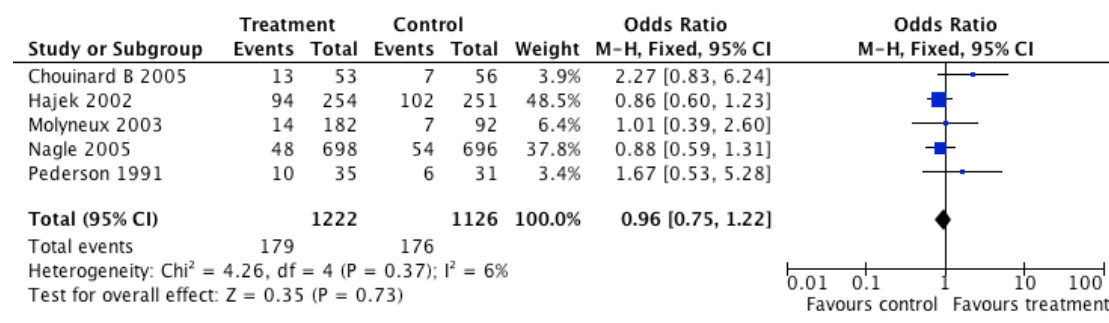 Treatment Control Odds Ratio Odds Ratio
Study or Subgroup Events Total Events Total Weight M-H, Fixed, 95% CI M-H, Fixed, 95% CI
Chouinard B 2005 13 53 7 56 3.9% 2.27 [0.83, 6.24]
Hajek 2002 94 254 102 251 48.5% 0.86 [0.60, 1.23]
Molyneux 2003 14 182 7 92 6.4% 1.01 [0.39, 2.60]
Nagle 2005 48 698 54 696 37.8% 0.88 [0.59, 1.31]
Pederson 1991 10 35 6 31 3.4% 1.67 [0.53, 5.28]
Total (95% CI) 1222 1126 100.0% 0.96 [0.75, 1.22]
Total events 179 176
Heterogeneity: Chi² = 4.26, df = 4 (P = 0.37); I² = 6%
Test for overall effect: Z = 0.35 (P = 0.73)
0.01 0.1 1 10 100
Favours control Favours treatment